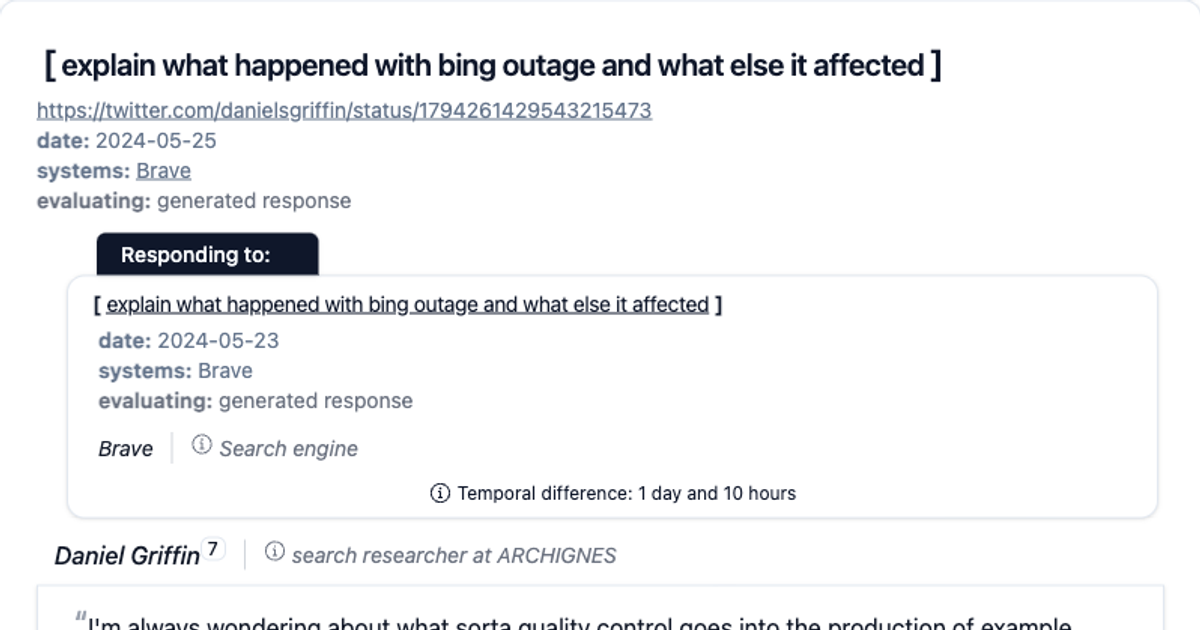 [ explain what happened with bing outage and what else it affected ]
https://twitter.com/danielsgriffin/status/1794261429543215473
date: 2024-05-25
systems: Brave
evaluating: generated response
Responding to:
[ explain what happened with bing outage and what else it affected ]
date: 2024-05-23
systems: Brave
evaluating: generated response
Brave | Search engine
Temporal difference: 1 day and 10 hours
Daniel Griffin 7 | search researcher at ARCHIGNES
"I'm always wondering about what sorta quality control goes into the production of example